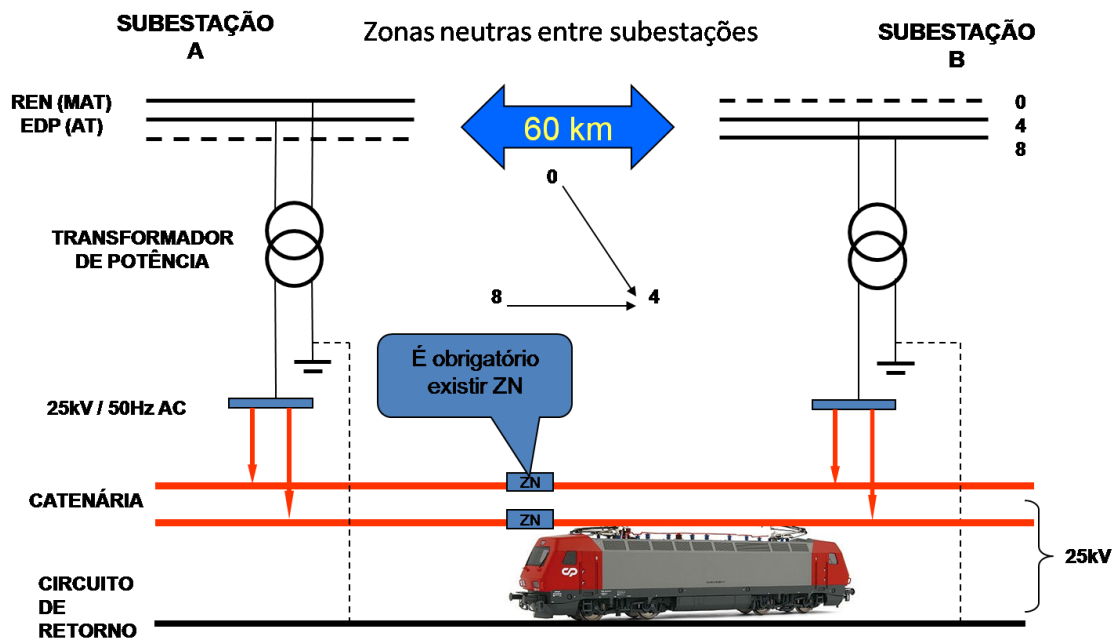 SUBESTAÇÃO
A
Zonas neutras entre subestações
SUBESTAÇÃO
B
REN (MAT)
EDP (AT)
60 km
0
4
8
0
8
4
TRANSFORMADOR
DE POTÊNCIA
É obrigatório
existir ZN
25kV / 50Hz AC
ZN
CATENÁRIA
ZN
25kV
CP
CIRCUITO
DE
RETORNO